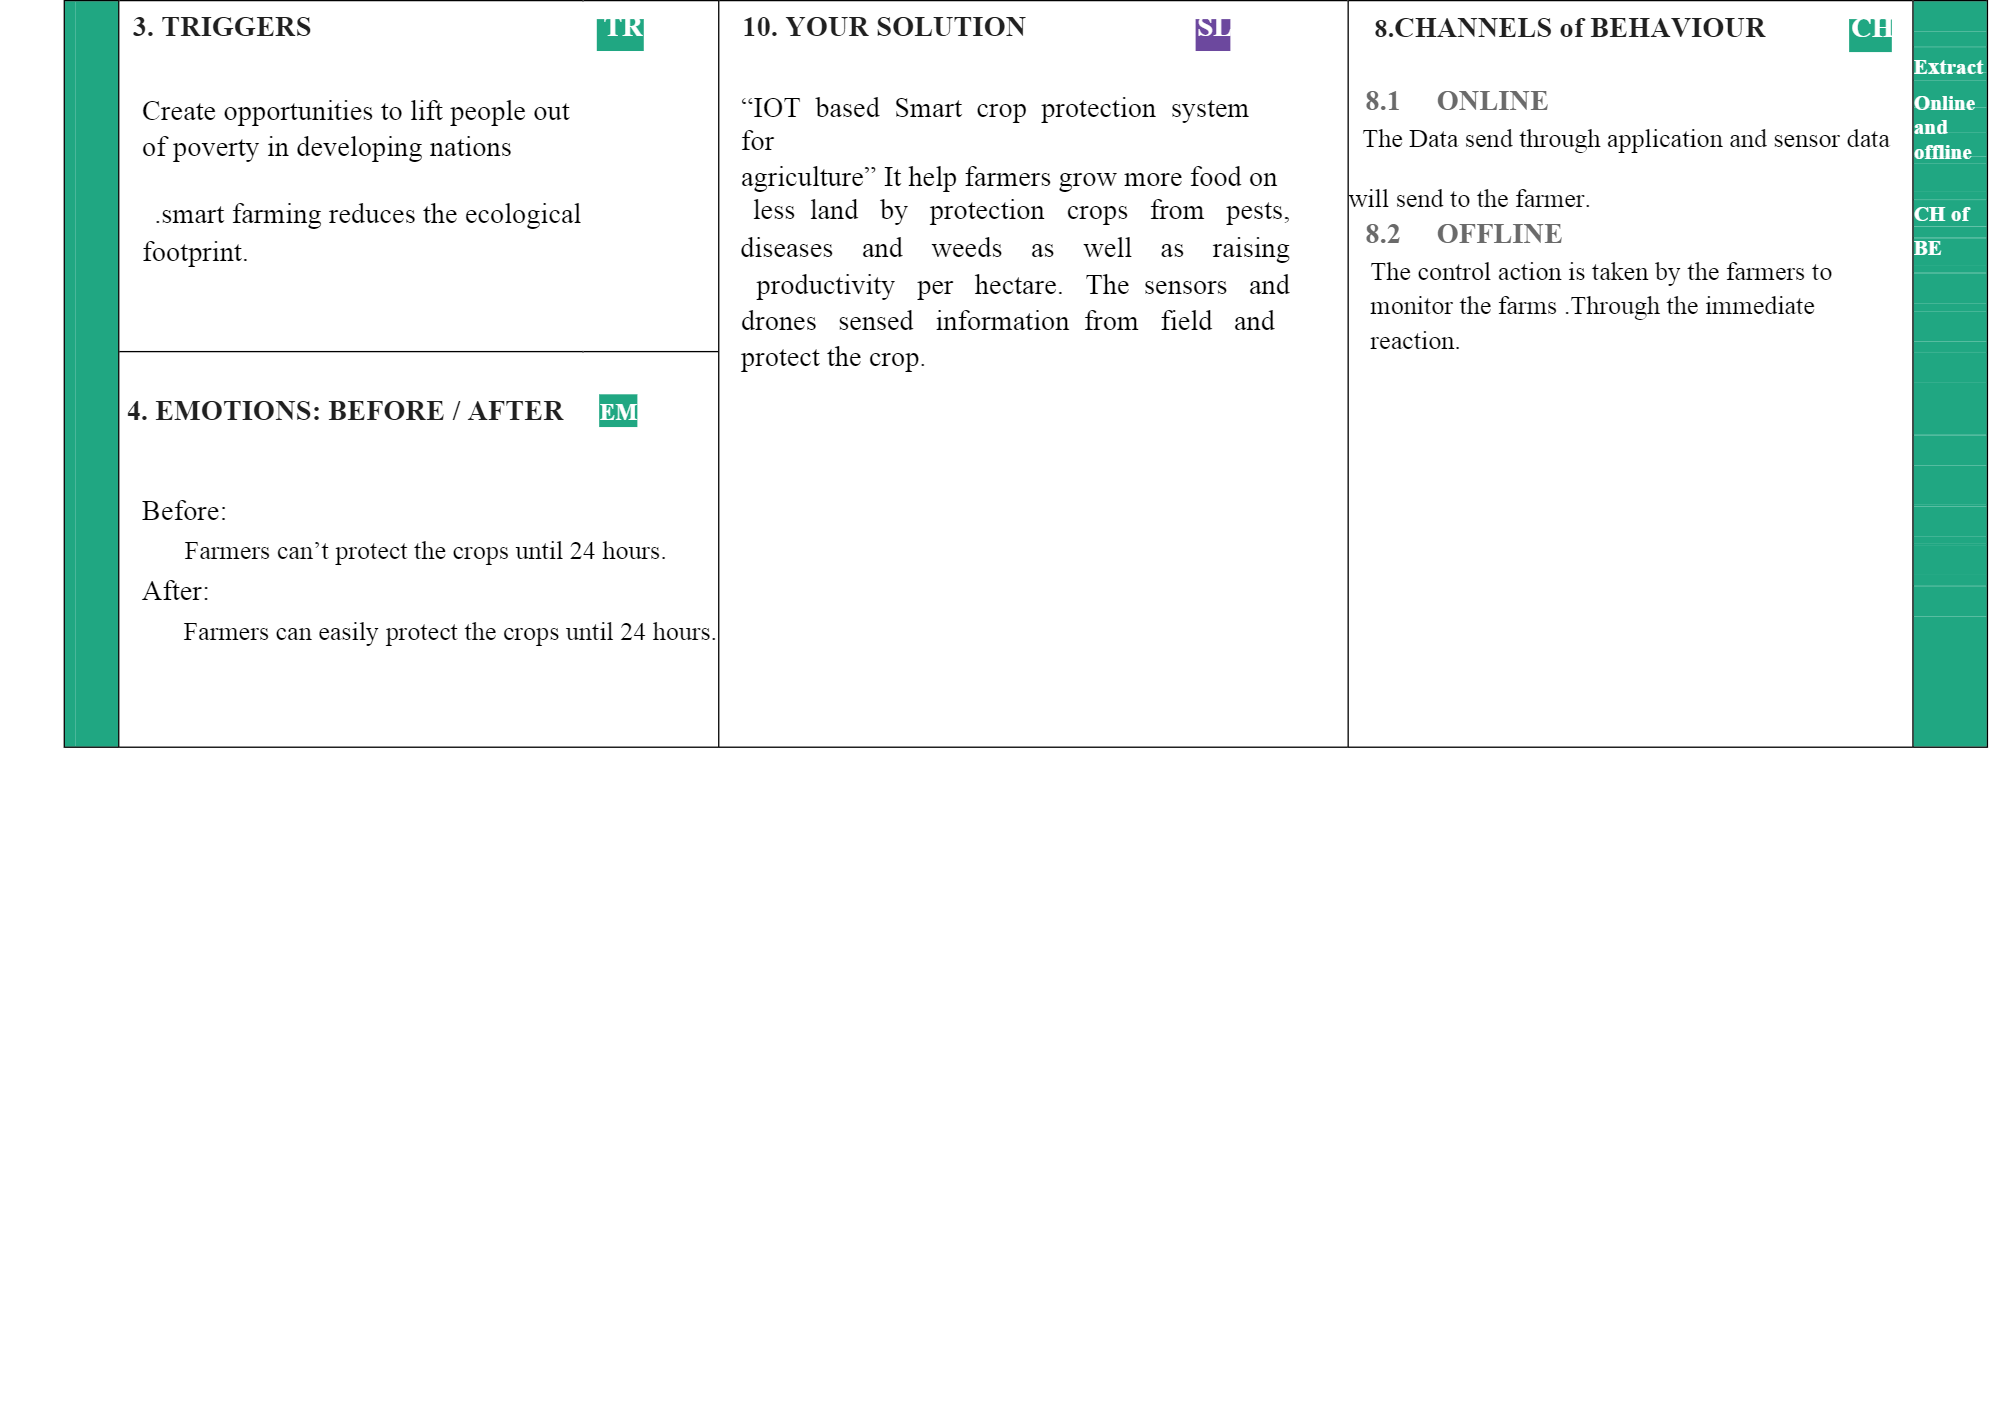 3. TRIGGERS
TR
Create opportunities to lift people out
of poverty in developing nations
.smart farming reduces the ecological
footprint.
4. EMOTIONS: BEFORE / AFTER
EM
Before:
Farmers can’t protect the crops until 24 hours.
After:
Farmers can easily protect the crops until 24 hours.
10. YOUR SOLUTION
SL
“IOT based Smart crop protection system
for
agriculture” It help farmers grow more food on
less land by protection crops from pests,
diseases and weeds as well as raising
productivity per hectare. The sensors and
drones sensed information from field and
protect the crop.
8.CHANNELS of BEHAVIOUR
CH
8.1 ONLINE
The Data send through application and sensor data
will send to the farmer.
8.2 OFFLINE
The control action is taken by the farmers to
monitor the farms .Through the immediate
reaction.
Extract
Online
and
offline
CH of
BE